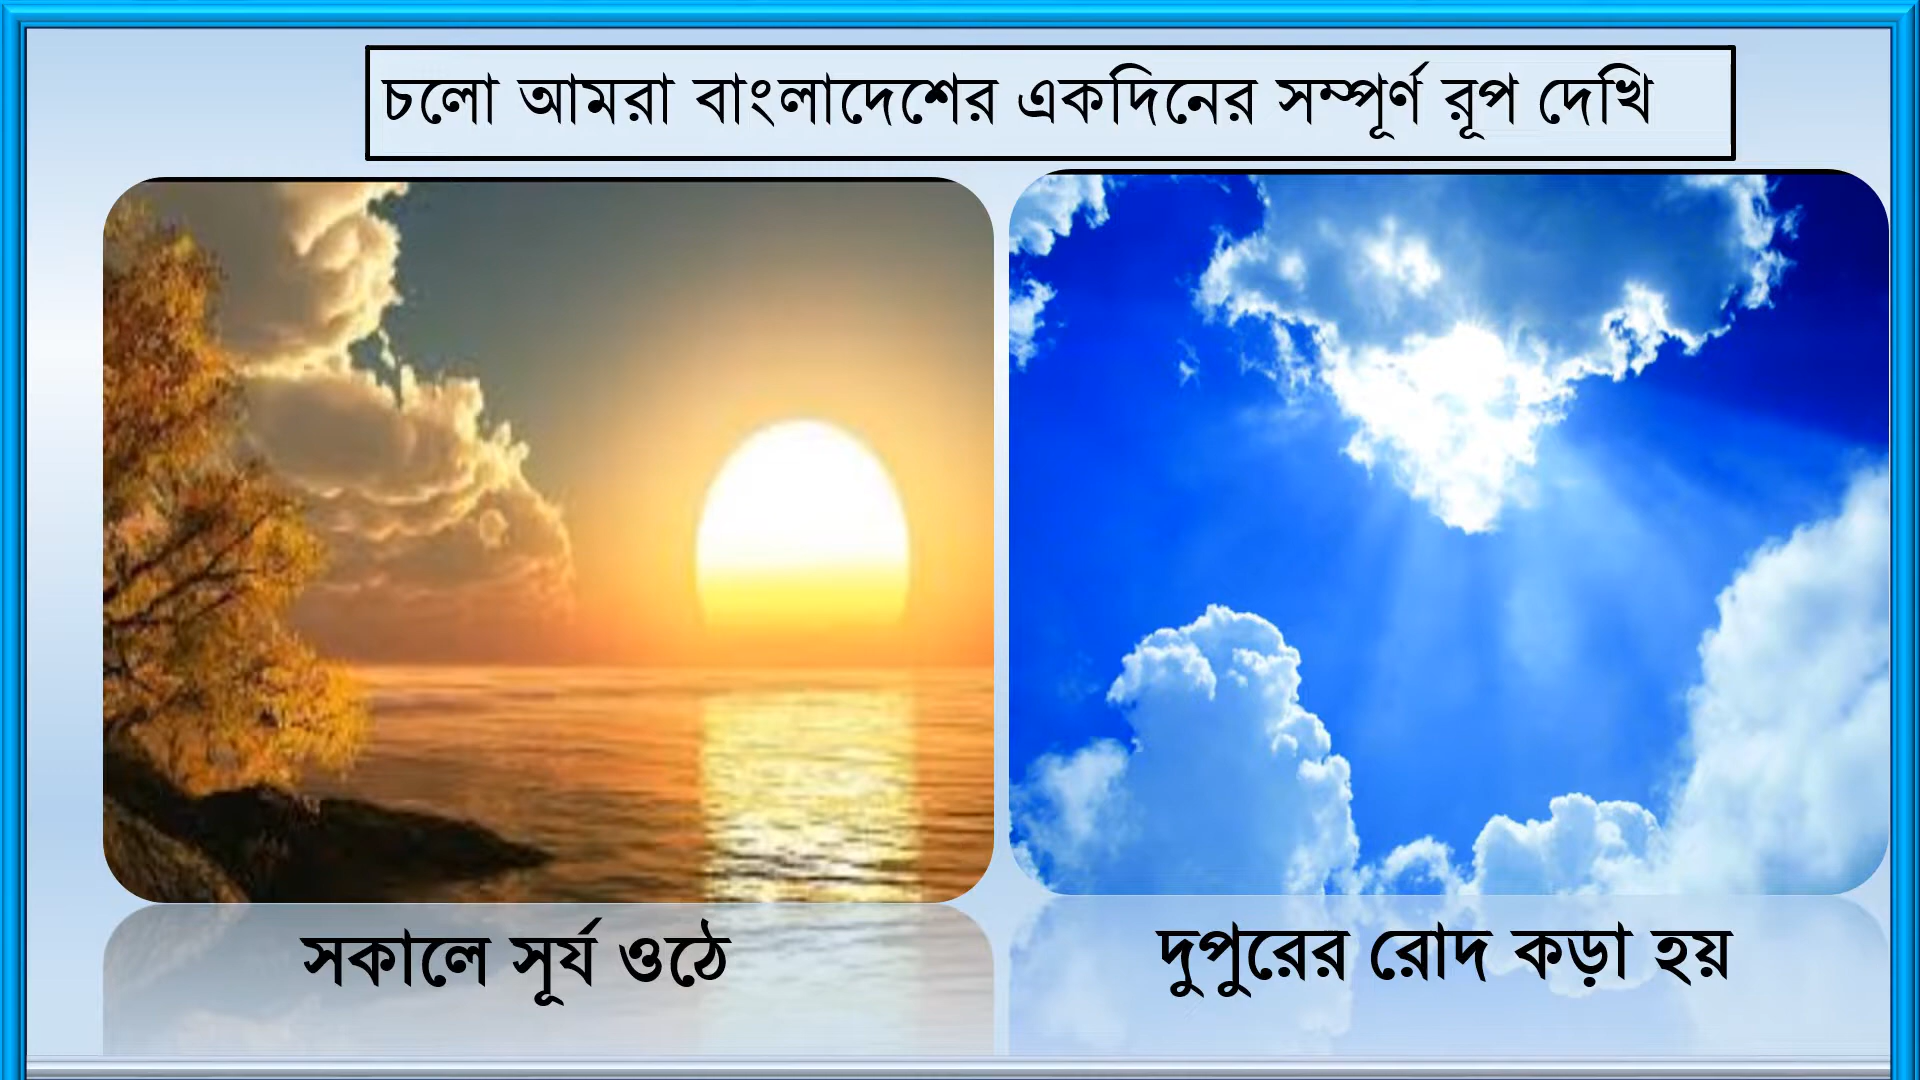 চলো আমরা বাংলাদেশের একদিনের সম্পূর্ণ রূপ দেখি
সকালে সূর্য ওঠে
দুপুরের রোদ কড়া হয়